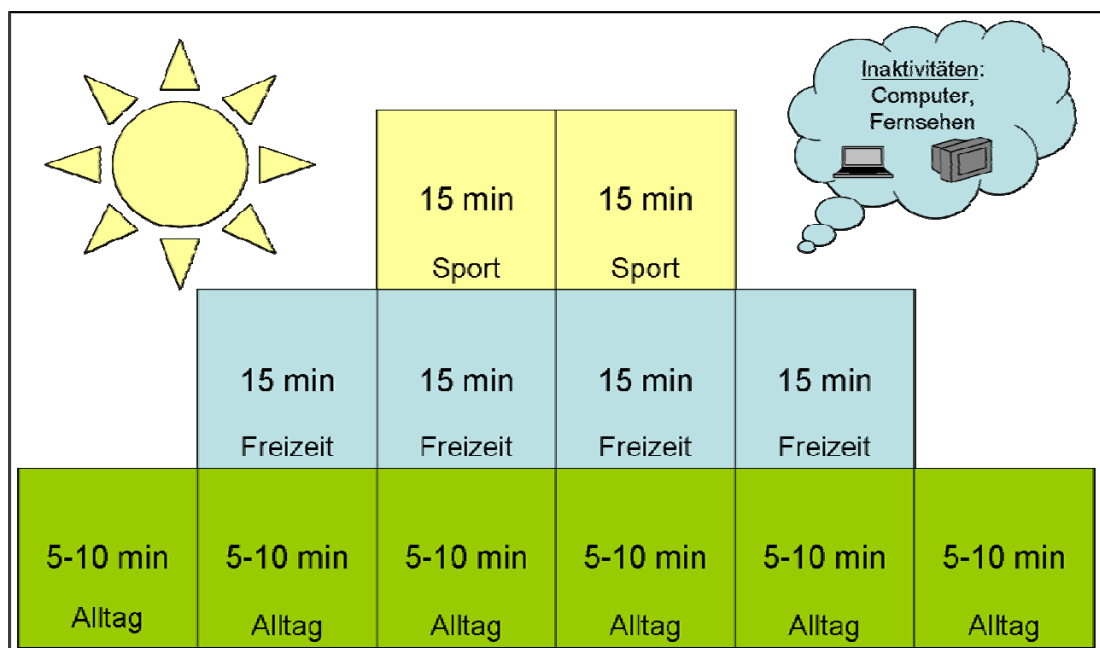 Inaktivitäten:
Computer,
Fernsehen
15 min 15 min
Sport Sport
15 min 15 min 15 min 15 min
Freizeit Freizeit Freizeit Freizeit
5-10 min 5-10 min 5-10 min 5-10 min 5-10 min 5-10 min
Alltag Alltag Alltag Alltag Alltag Alltag